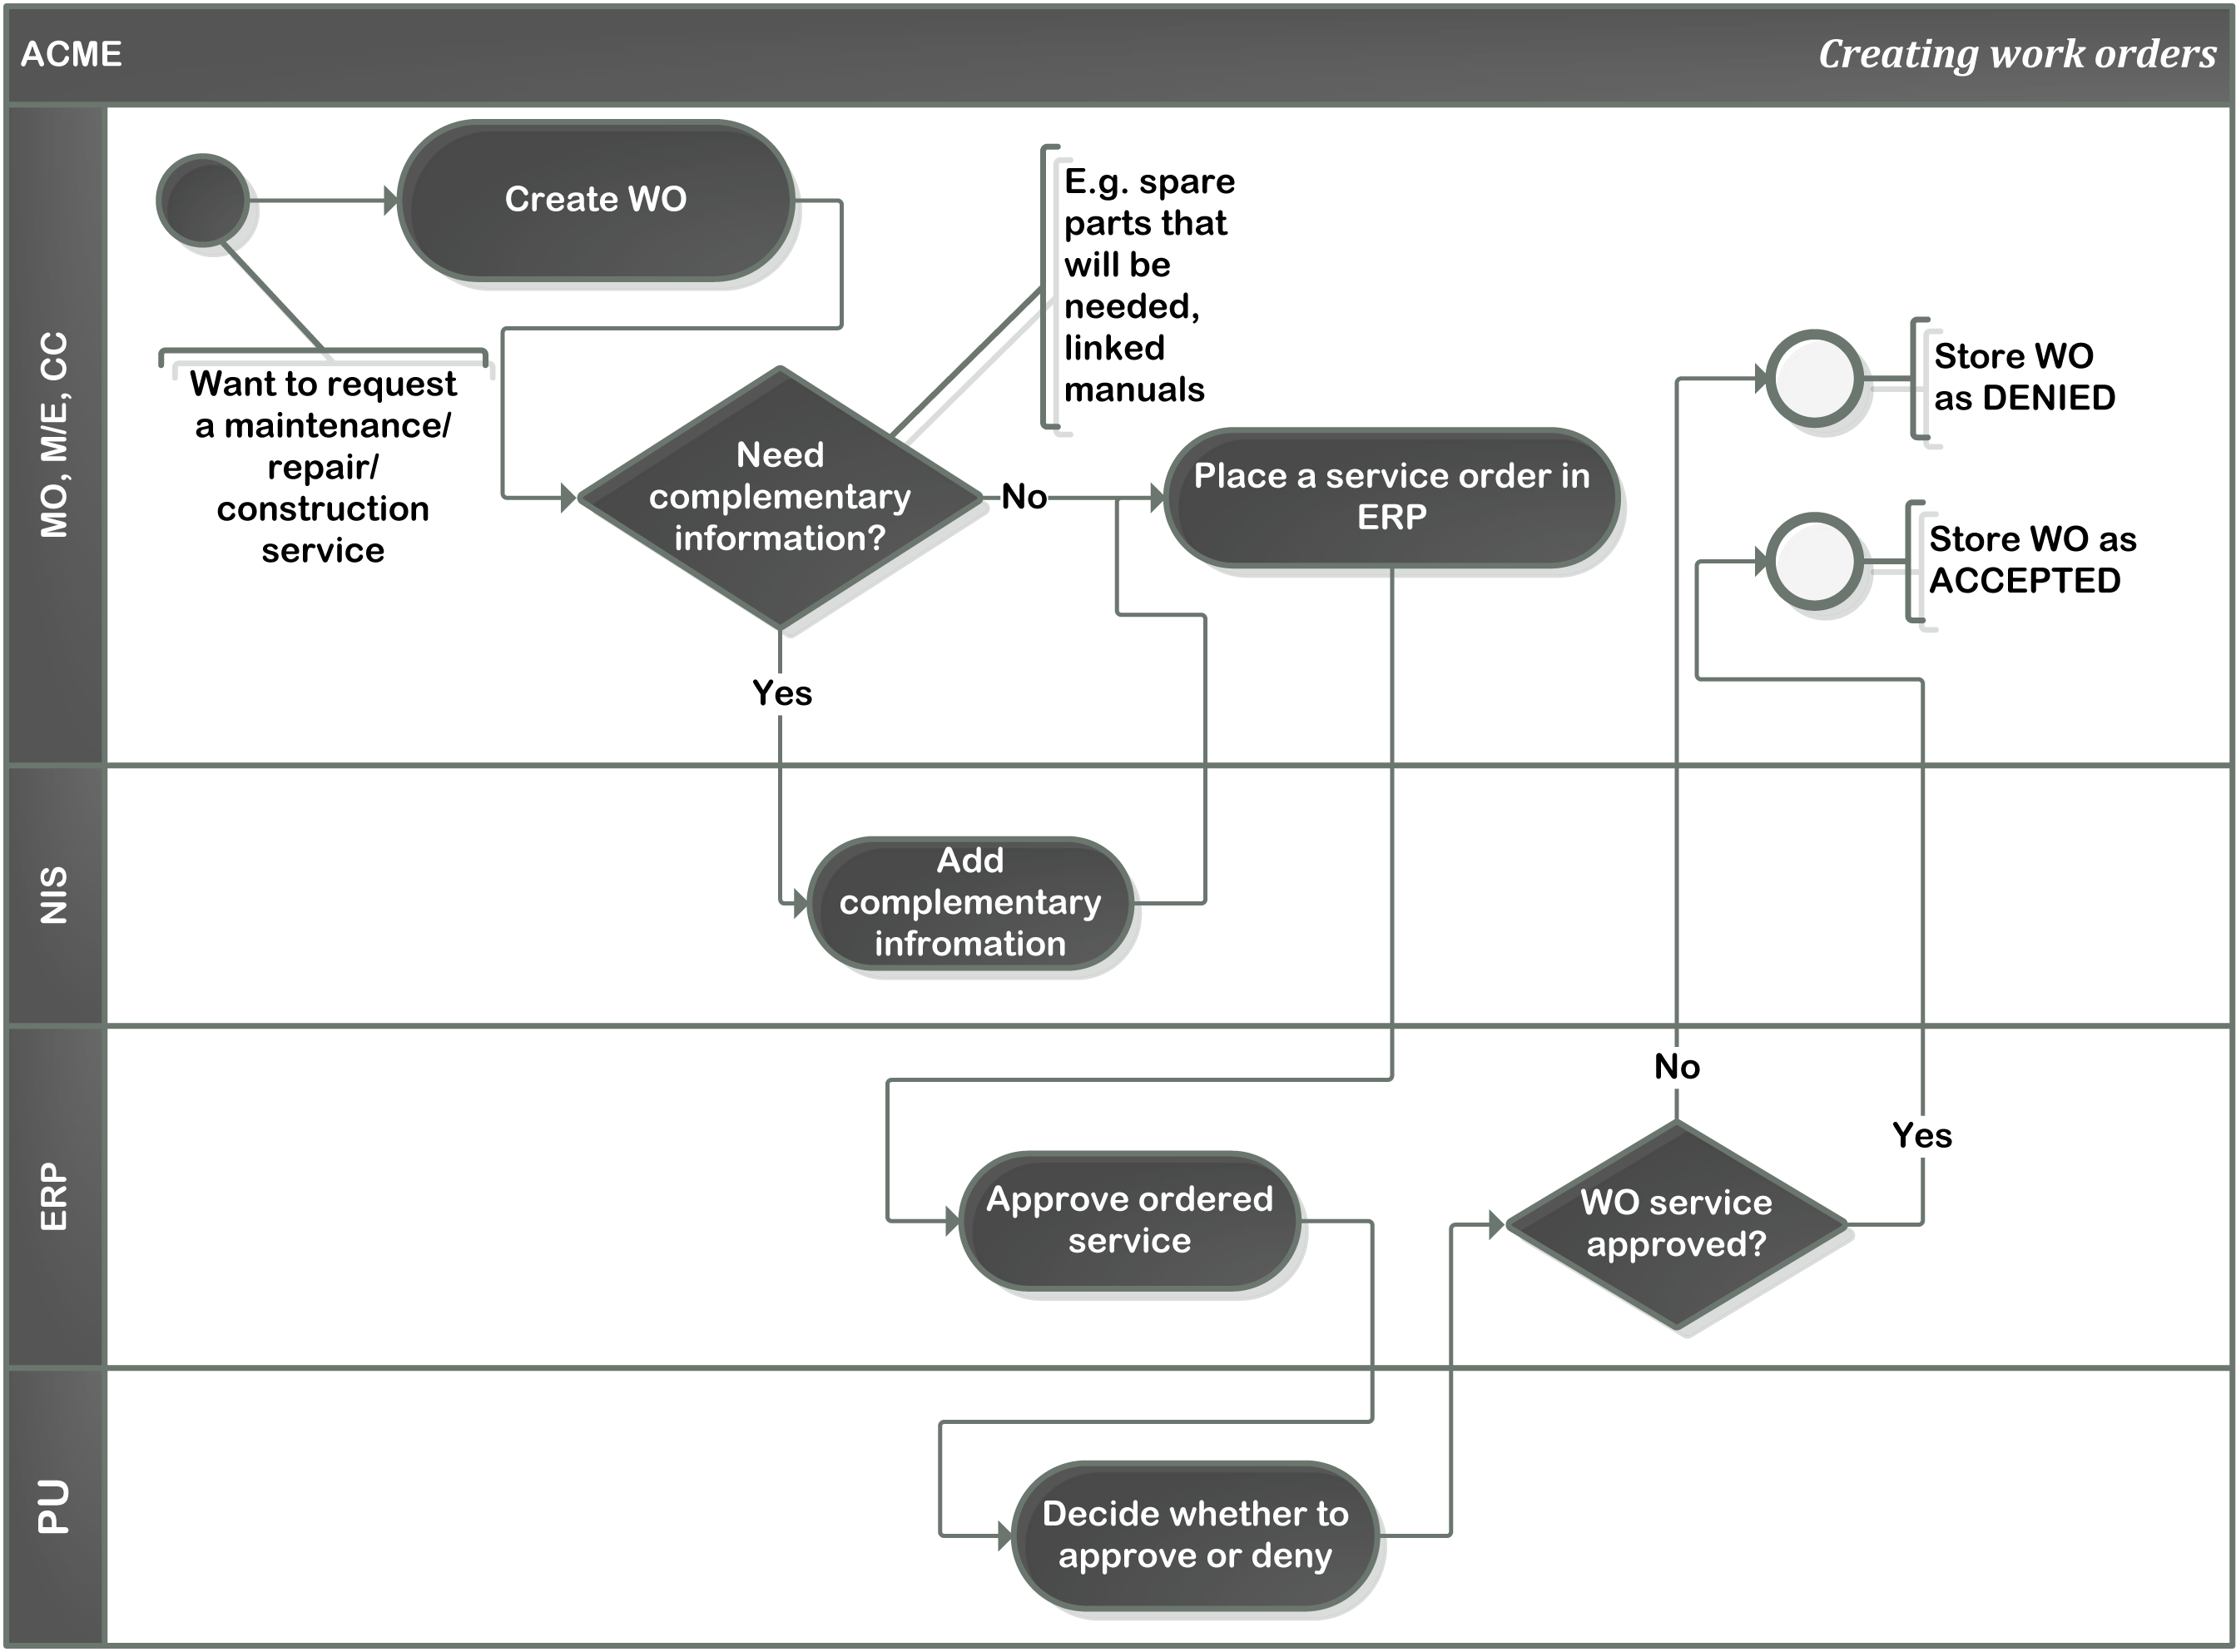 ACME
Creating work orders
MO, M/E, CC
Create WO
E.g. spare
parts that
will be
needed,
linked
manuals
Want to request
a maintenance/
repair/
construction
service
Need
complementary
information?
No
Yes
Place a service order in
ERP
Store WO
as DENIED
Store WO as
ACCEPTED
NIS
Add
complementary
infromation
ERP
Approve ordered
service
WO service
approved?
No
Yes
PU
Decide whether to
approve or deny